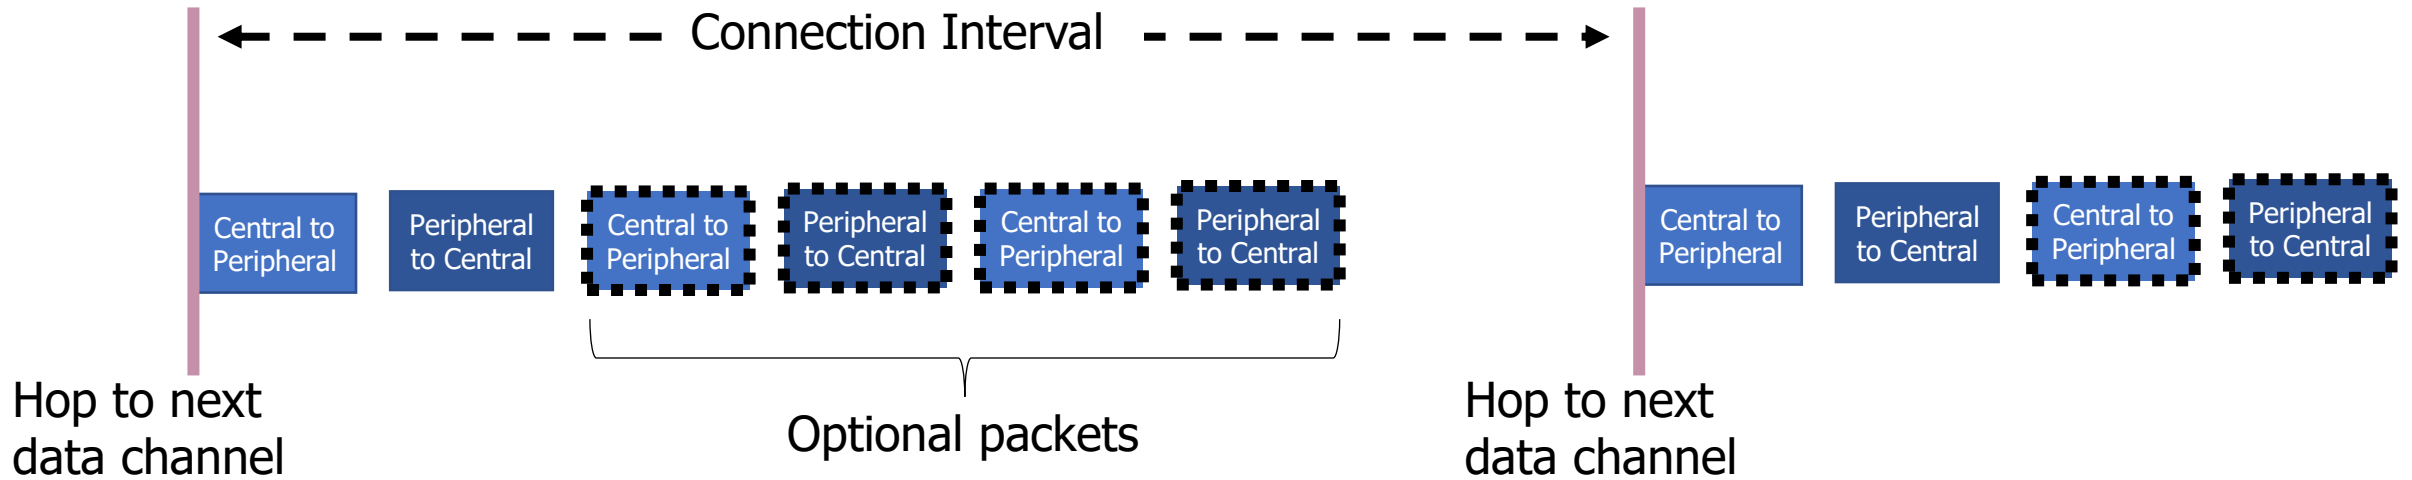 Connection Interval
Central to
Peripheral
Peripheral
to Central
Central to
Peripheral
Peripheral
to Central
Central to
Peripheral
Peripheral
to Central
Central to
Peripheral
Peripheral
to Central
Central to
Peripheral
Peripheral
to Central
Hop to next
data channel
Optional packets
Hop to next
data channel